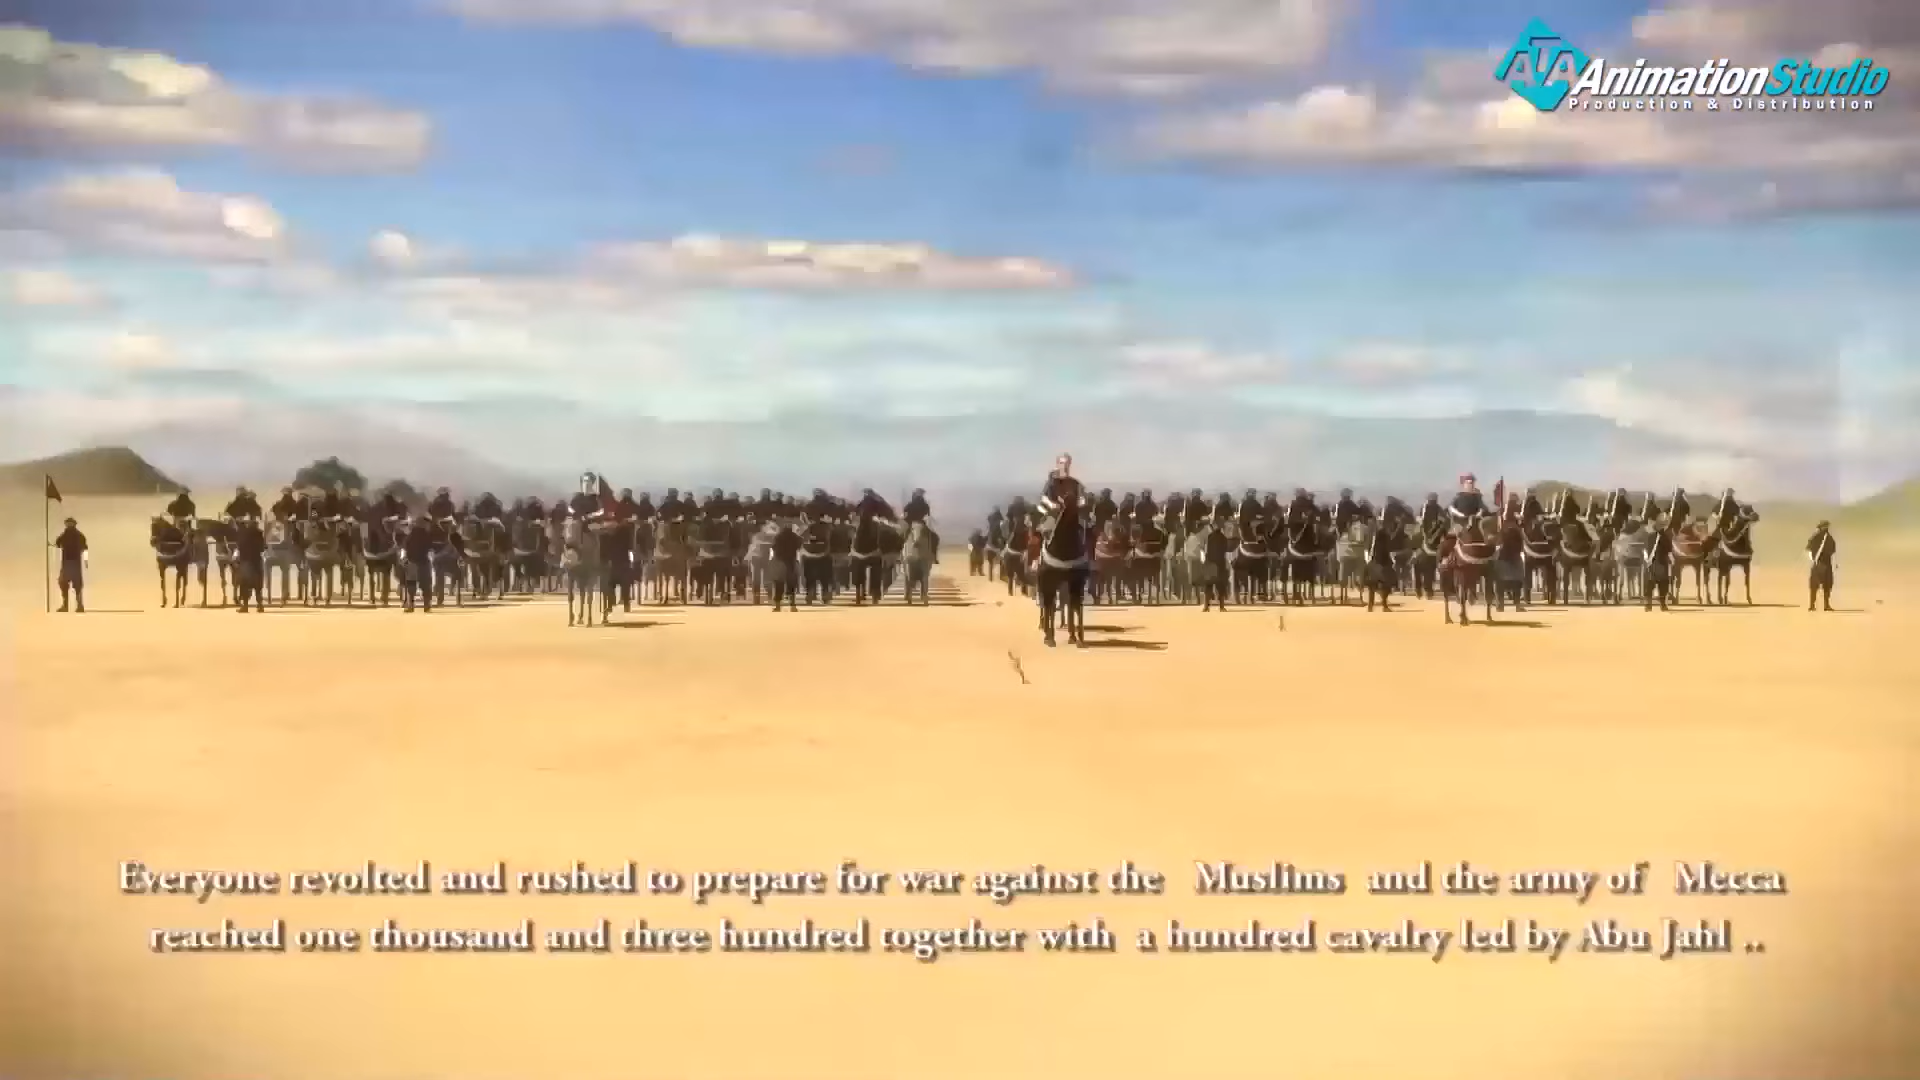 ATA AnimationStudio
Production & Distribution
Everyone revolted and rushed to prepare for war against the Muslims and the army of Mecca
reached one thousand and three hundred together with a hundred cavalry led by Abu Jahl ..